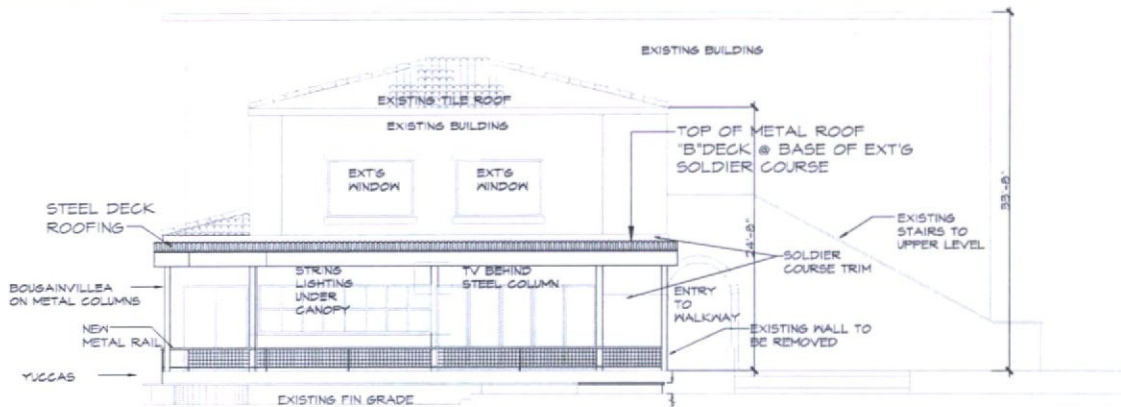 EXISTING BUILDING
EXISTING TILE ROOF
EXISTING BUILDING
TOP OF METAL ROOF
"B"DECK @ BASE OF EXT'G
SOLDIER COURSE
EXT'G
WINDOW
EXT'G
WINDOW
33'-8"
24'-8"
STEEL DECK
ROOFING
EXISTING
STAIRS TO
UPPER LEVEL
SOLDIER
COURSE TRIM
STRING
LIGHTING
UNDER
CANOPY
TV BEHIND
STEEL COLUMN
BOUGAINVILLEA
ON METAL COLUMNS
ENTRY
TO
WALKWAY
NEW
METAL RAIL
EXISTING WALL TO
BE REMOVED
YUCCAS
EXISTING FIN GRADE